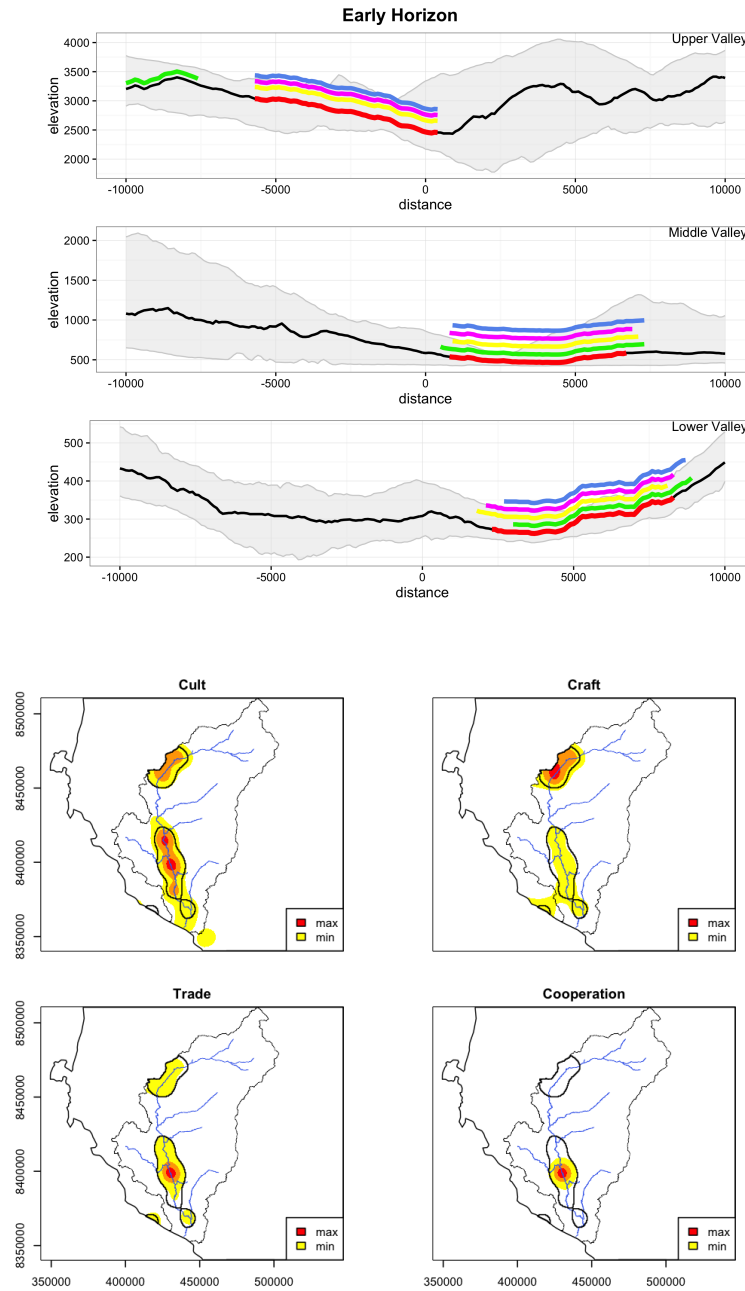 Early Horizon
Upper Valley
elevation
4000
3500
3000
2500
2000
-10000 -5000 0 5000 10000
distance
Middle Valley
elevation
2000
1500
1000
500
-10000 -5000 0 5000 10000
distance
Lower Valley
elevation
500
400
300
200
-10000 -5000 0 5000 10000
distance
Cult
8500000
8450000
8400000
8350000
max
min
Craft
max
min
Trade
8500000
8450000
8400000
8350000
max
min
350000 400000 450000 500000
Cooperation
max
min
350000 400000 450000 500000